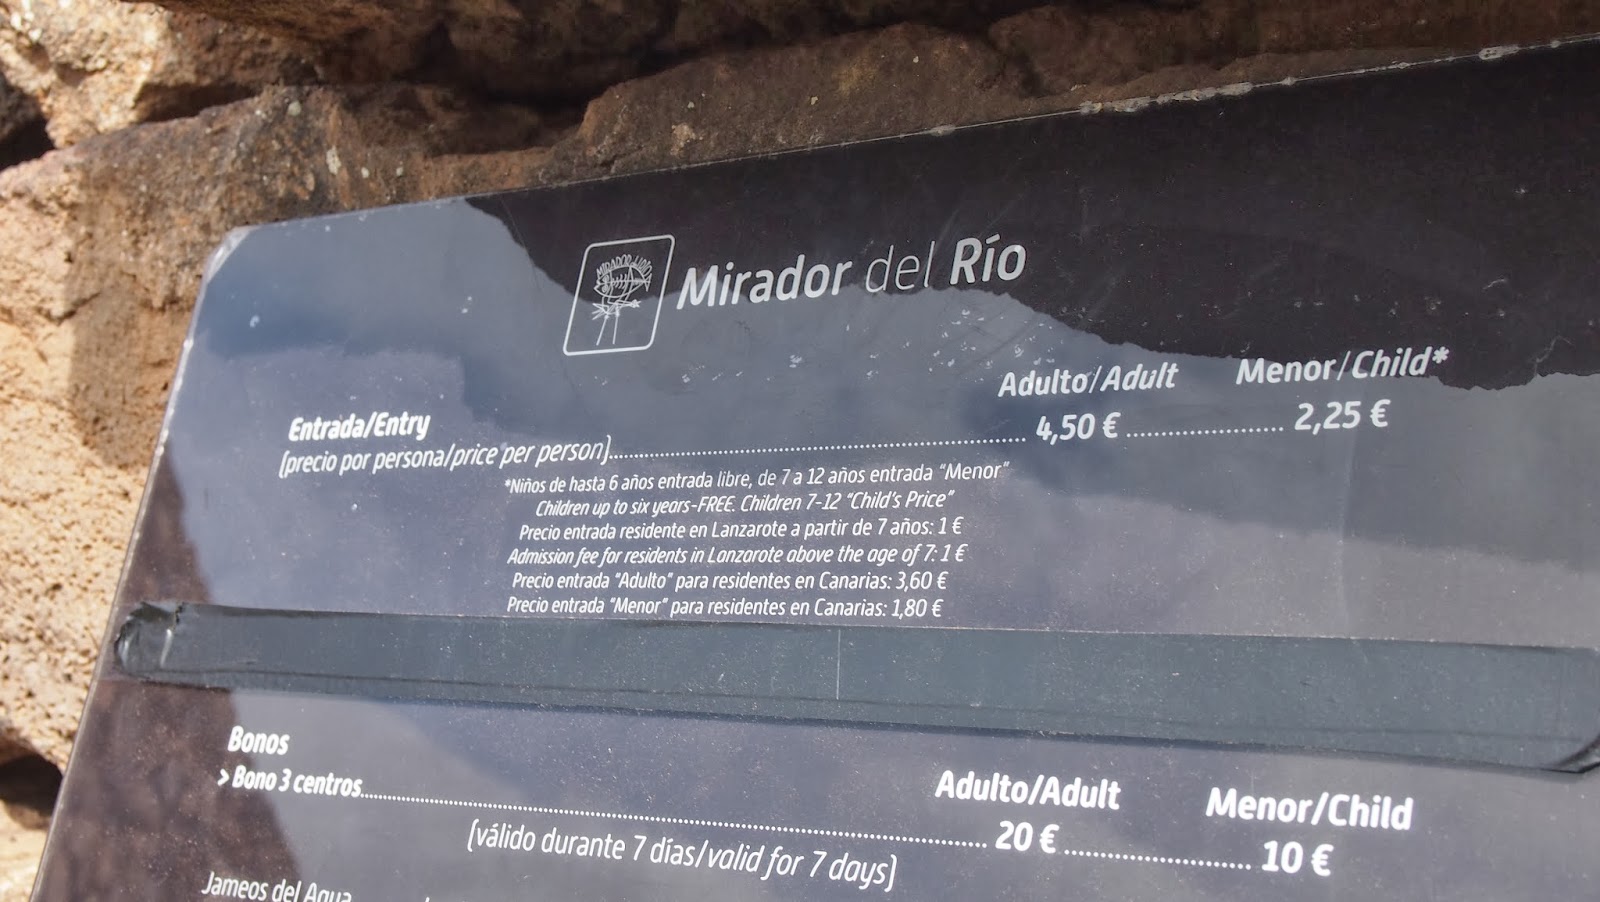 MIRADOR
Mirador del Río
Adulto/Adult Menor/Child*
Entrada/Entry
(precio por persona/price per person) 4,50 € 2,25 €
*Niños de hasta 6 años entrada libre, de 7 a 12 años entrada "Menor"
Children up to six years-FREE. Children 7-12 "Child's Price"
Precio entrada residente en Lanzarote a partir de 7 años: 1 €
Admission fee for residents in Lanzarote above the age of 7: 1 €
Precio entrada "Adulto" para residentes en Canarias: 3,60 €
Precio entrada "Menor" para residentes en Canarias: 1,80 €
Bonos
Adulto/Adult Menor/Child
> Bono 3 centros 20 € 10 €
(válido durante 7 días/valid for 7 days)
Jameos del Agua